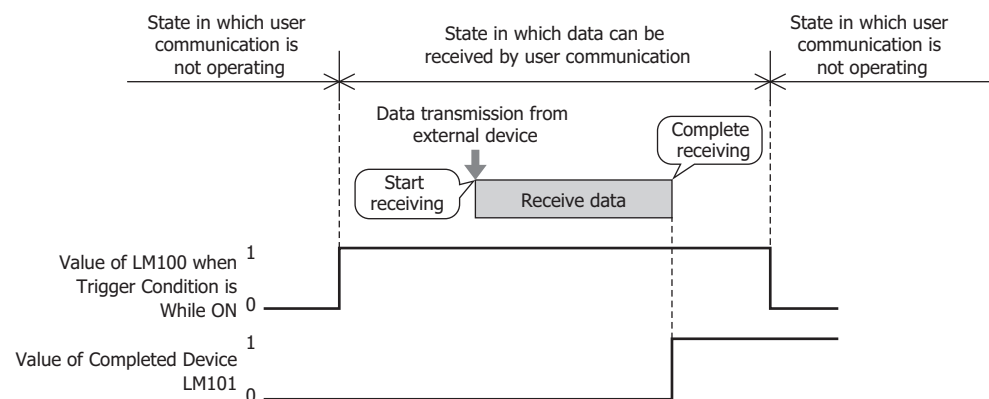 State in which user
communication is
not operating
State in which data can be
received by user communication
State in which user
communication is
not operating
Data transmission from
external device
Complete
receiving
Start
receiving
Receive data
Value of LM100 when
Trigger Condition is
While ON
1
0
Value of Completed Device
LM101
1
0